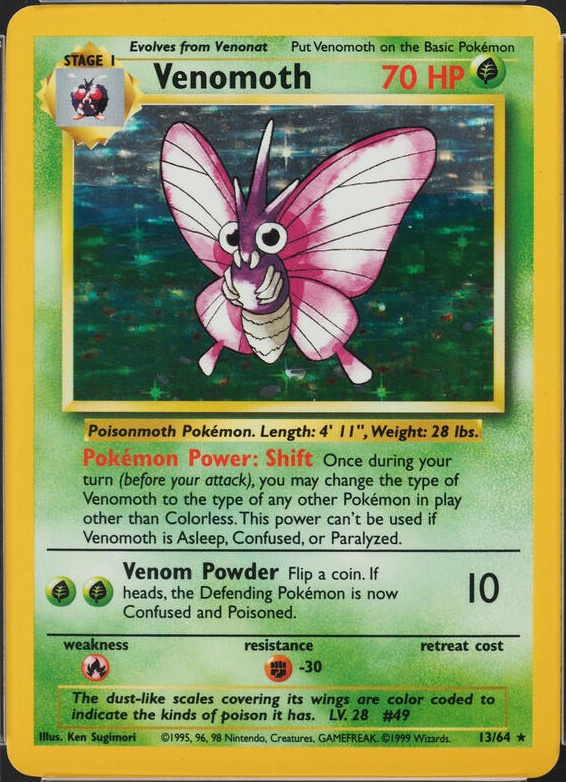 Evolves from Venonat Put Venomoth on the Basic Pokémon
STAGE 1
Venomoth 70 HP
Poisonmoth Pokémon. Length: 4' 11", Weight: 28 lbs.
Pokémon Power: Shift Once during your
turn (before your attack), you may change the type of
Venomoth to the type of any other Pokémon in play
other than Colorless. This power can't be used if
Venomoth is Asleep, Confused, or Paralyzed.
Venom Powder Flip a coin. If
heads, the Defending Pokémon is now
Confused and Poisoned.
10
weakness resistance retreat cost
-30
The dust-like scales covering its wings are color coded to
indicate the kinds of poison it has. LV. 28 #49
Illus. Ken Sugimori ©1995, 96, 98 Nintendo, Creatures, GAMEFREAK. ©1999 Wizards. 13/64 ★